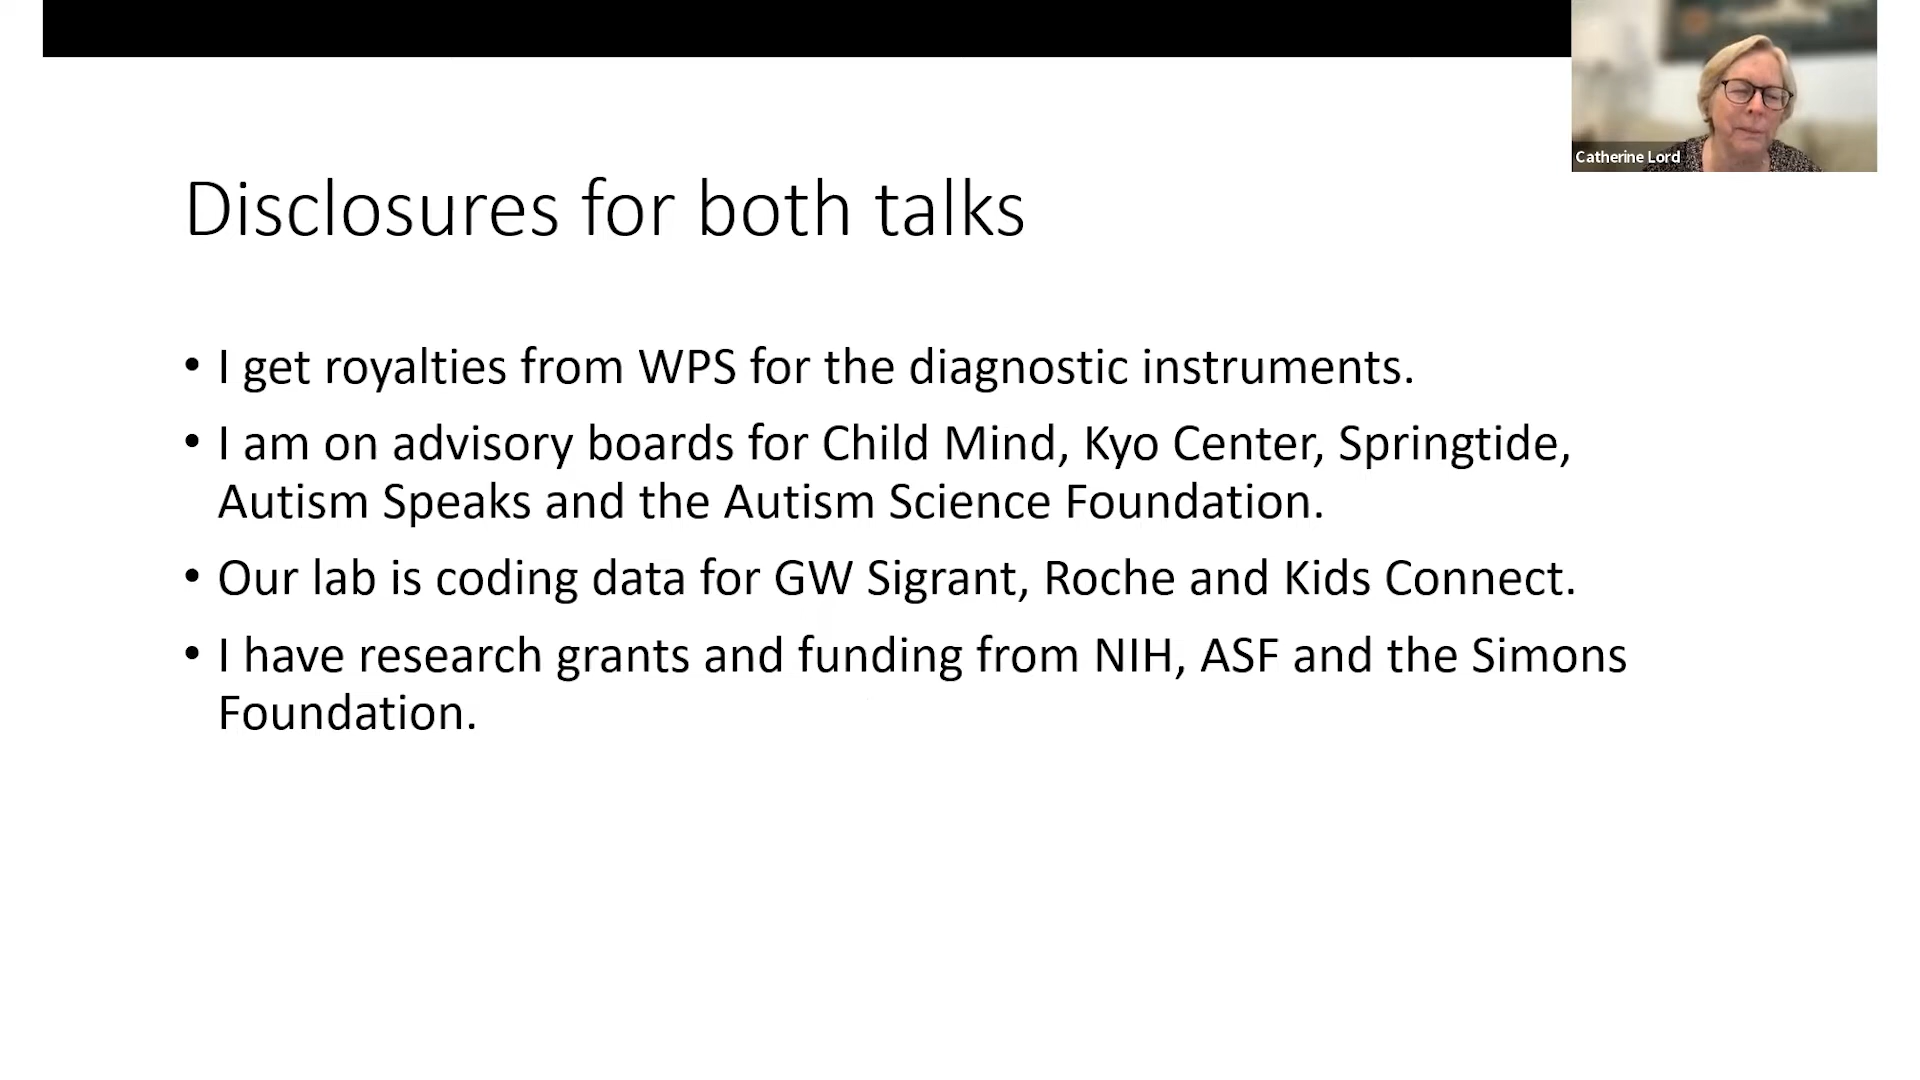 Catherine Lord
Disclosures for both talks
• I get royalties from WPS for the diagnostic instruments.
• I am on advisory boards for Child Mind, Kyo Center, Springtide,
Autism Speaks and the Autism Science Foundation.
• Our lab is coding data for GW Sigrant, Roche and Kids Connect.
• I have research grants and funding from NIH, ASF and the Simons
Foundation.